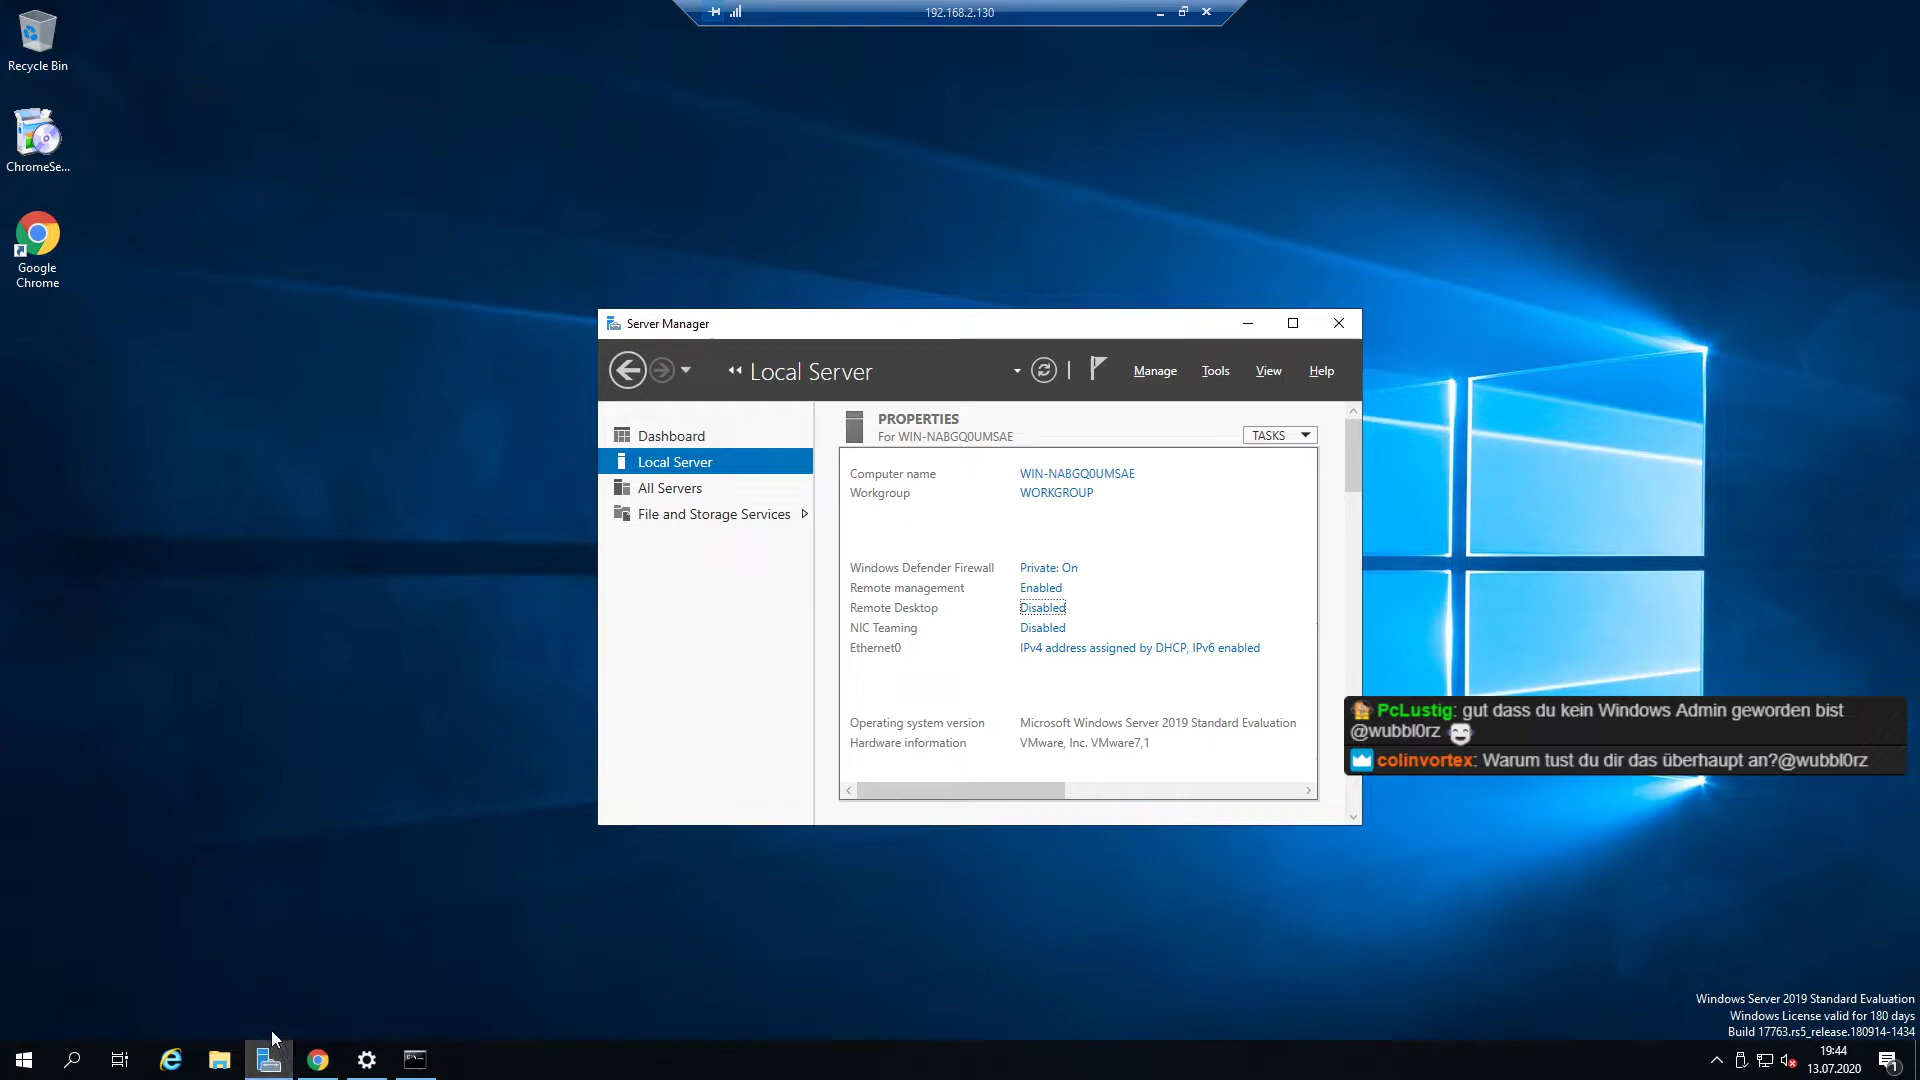 192.168.2.130
Recycle Bin
ChromeSe...
Google
Chrome
Server Manager
Local Server
Manage
Tools
View
Help
Dashboard
Local Server
All Servers
File and Storage Services
PROPERTIES
For WIN-NABGQ0UMSAE
TASKS
Computer name WIN-NABGQ0UMSAE
Workgroup WORKGROUP
Windows Defender Firewall Private: On
Remote management Enabled
Remote Desktop Disabled
NIC Teaming Disabled
Ethernet0 IPv4 address assigned by DHCP, IPv6 enabled
Operating system version Microsoft Windows Server 2019 Standard Evaluation
Hardware information VMware, Inc. VMware7,1
PcLustig: gut dass du kein Windows Admin geworden bist
@wubbl0rz
colinvortex: Warum tust du dir das überhaupt an?@wubbl0rz
Windows Server 2019 Standard Evaluation
Windows License valid for 180 days
Build 17763.rs5_release.180914-1434
19:44
13.07.2020
1